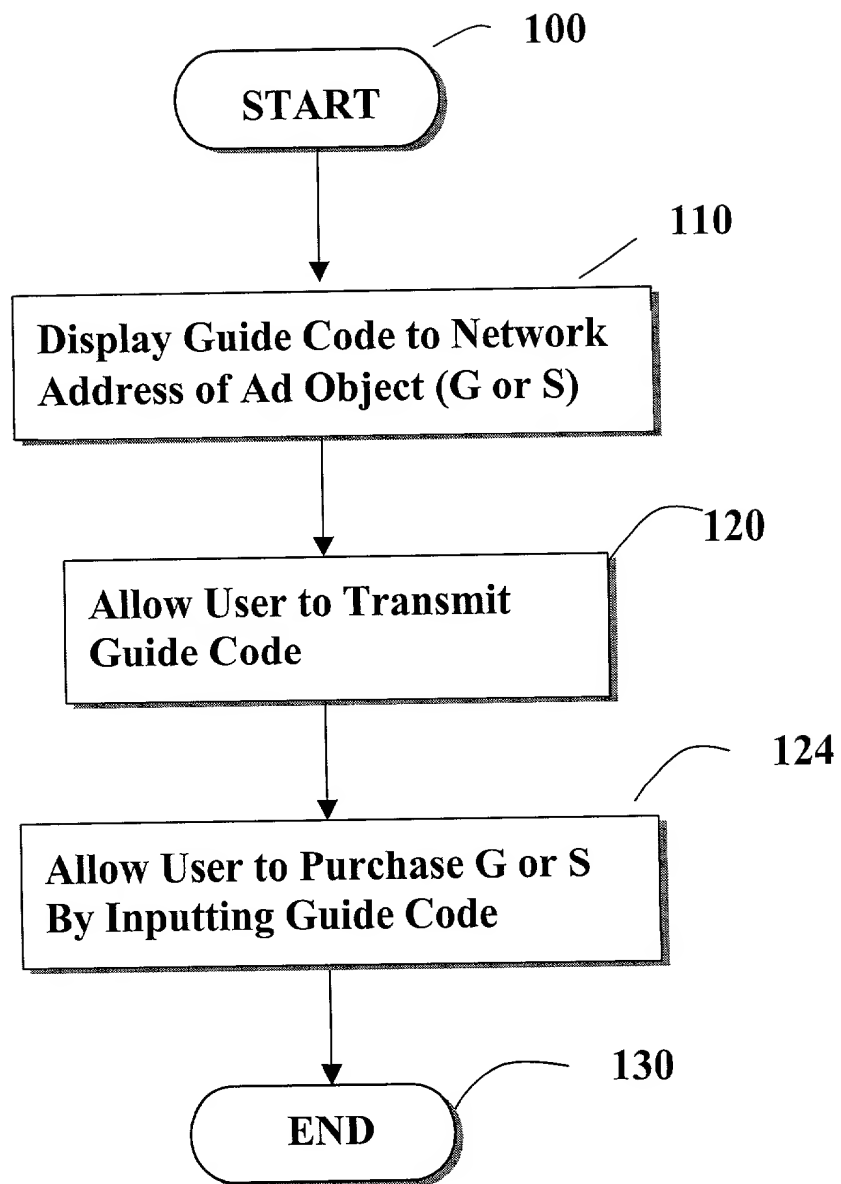 100
START
110
Display Guide Code to Network
Address of Ad Object (G or S)
120
Allow User to Transmit
Guide Code
124
Allow User to Purchase G or S
By Inputting Guide Code
130
END